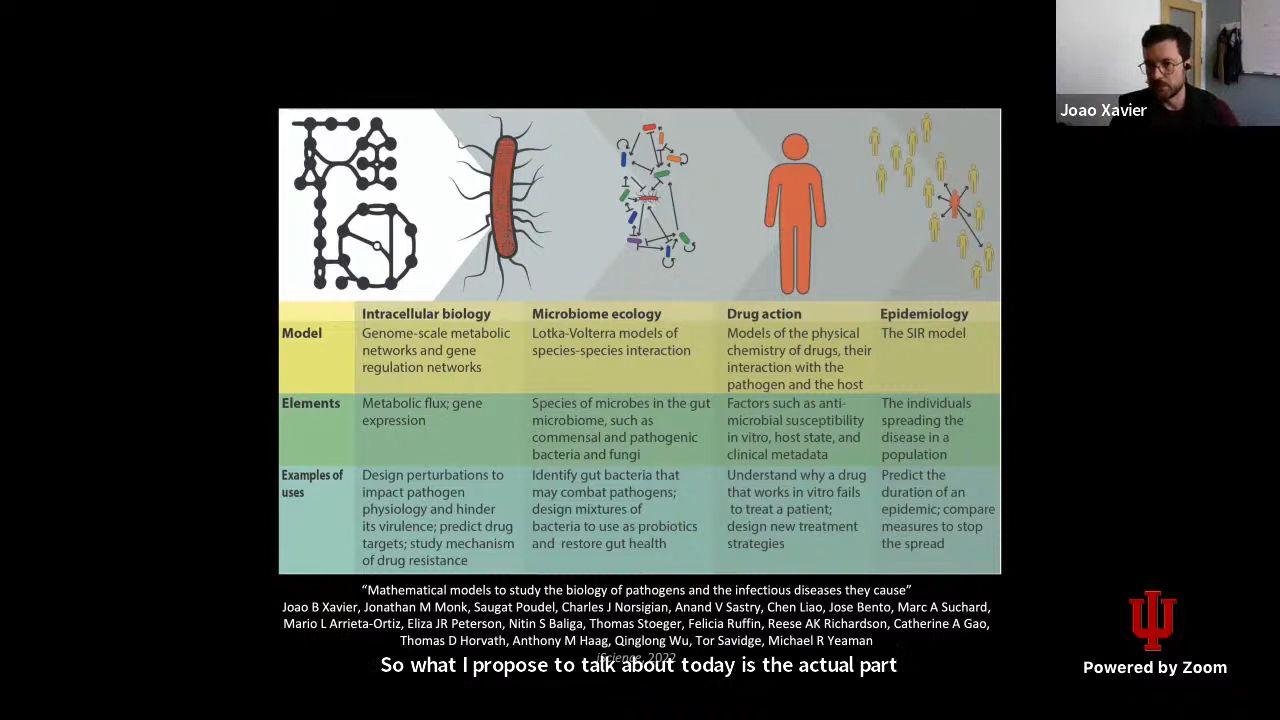 Joao Xavier
Intracellular biology
Microbiome ecology
Drug action
Epidemiology
Model
Genome-scale metabolic
networks and gene
regulation networks
Lotka-Volterra models of
species-species interaction
Models of the physical
chemistry of drugs, their
interaction with the
pathogen and the host
The SIR model
Elements
Metabolic flux; gene
expression
Species of microbes in the gut
microbiome, such as
commensal and pathogenic
bacteria and fungi
Factors such as anti-
microbial susceptibility
in vitro, host state, and
clinical metadata
The individuals
spreading the
disease in a
population
Examples of
uses
Design perturbations to
impact pathogen
physiology and hinder
its virulence; predict drug
targets; study mechanism
of drug resistance
Identify gut bacteria that
may combat pathogens;
design mixtures of
bacteria to use as probiotics
and restore gut health
Understand why a drug
that works in vitro fails
to treat a patient;
design new treatment
strategies
Predict the
duration of an
epidemic; compare
measures to stop
the spread
“Mathematical models to study the biology of pathogens and the infectious diseases they cause”
Joao B Xavier, Jonathan M Monk, Saugat Poudel, Charles J Norsigian, Anand V Sastry, Chen Liao, Jose Bento, Marc A Suchard,
Mario L Arrieta-Ortiz, Eliza JR Peterson, Nitin S Baliga, Thomas Stoeger, Felicia Ruffin, Reese AK Richardson, Catherine A Gao,
Thomas D Horvath, Anthony M Haag, Qinglong Wu, Tor Savidge, Michael R Yeaman
iScience, 2022
So what I propose to talk about today is the actual part
Powered by Zoom